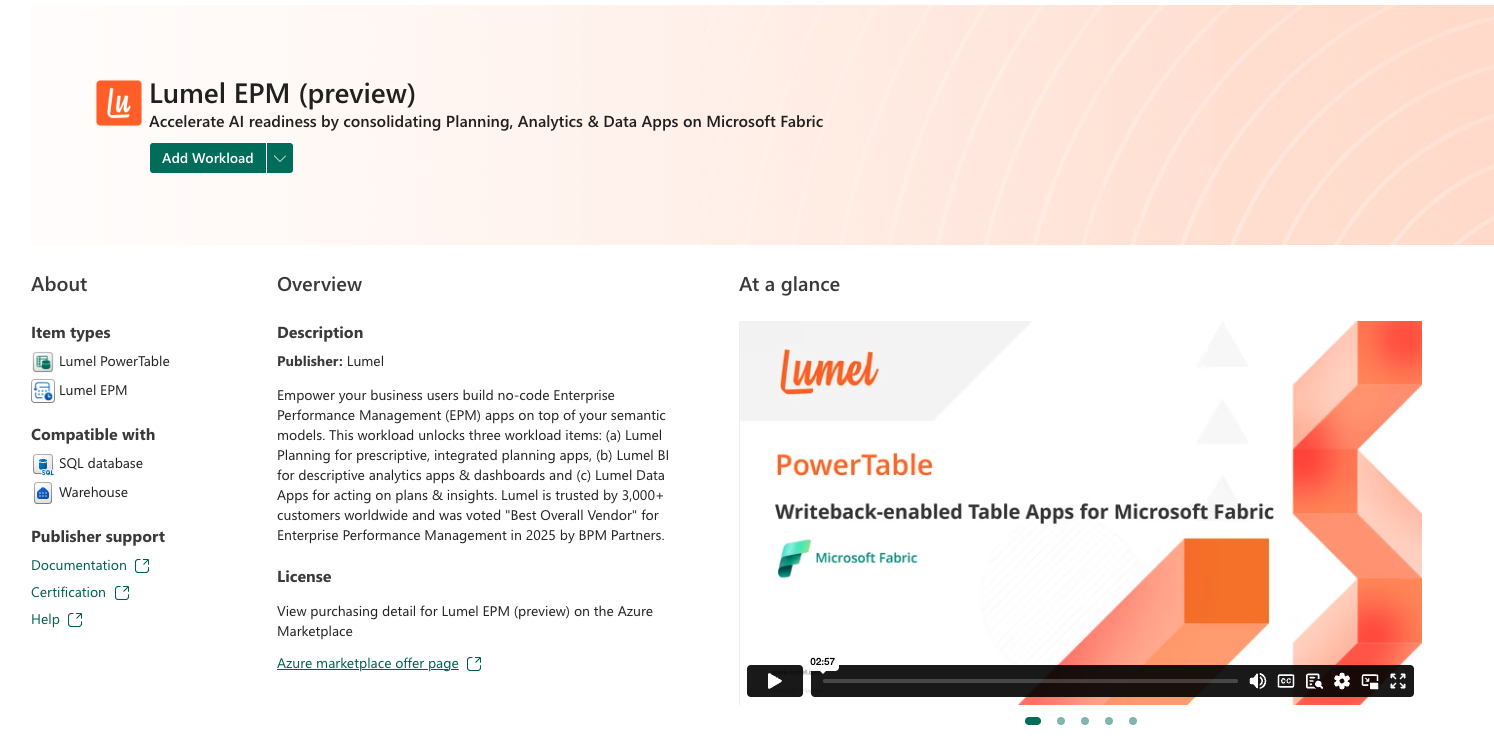 Lu
Lumel EPM (preview)
Accelerate AI readiness by consolidating Planning, Analytics & Data Apps on Microsoft Fabric
Add Workload
About
Item types
Lumel PowerTable
Lumel EPM
Compatible with
SQL
SQL database
Warehouse
Publisher support
Documentation
Certification
Help
Overview
Description
Publisher: Lumel
Empower your business users build no-code Enterprise
Performance Management (EPM) apps on top of your semantic
models. This workload unlocks three workload items: (a) Lumel
Planning for prescriptive, integrated planning apps, (b) Lumel BI
for descriptive analytics apps & dashboards and (c) Lumel Data
Apps for acting on plans & insights. Lumel is trusted by 3,000+
customers worldwide and was voted "Best Overall Vendor" for
Enterprise Performance Management in 2025 by BPM Partners.
License
View purchasing detail for Lumel EPM (preview) on the Azure
Marketplace
Azure marketplace offer page
At a glance
Lumel
PowerTable
Writeback-enabled Table Apps for Microsoft Fabric
Microsoft Fabric
02:57
CC